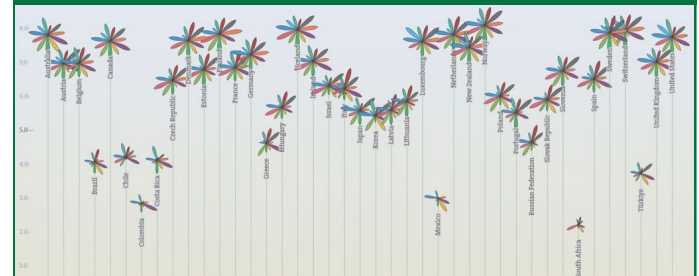 8.0
7.0
6.0
5.0
4.0
3.0
2.0
1.0
Australia
Austria
Belgium
Brazil
Canada
Chile
Colombia
Costa Rica
Czech Republic
Denmark
Estonia
Finland
France
Germany
Greece
Hungary
Iceland
Ireland
Israel
Italy
Japan
Korea
Latvia
Lithuania
Luxembourg
Mexico
Netherlands
New Zealand
Norway
Poland
Portugal
Russian Federation
Slovak Republic
Slovenia
South Africa
Spain
Sweden
Switzerland
Türkiye
United Kingdom
United States